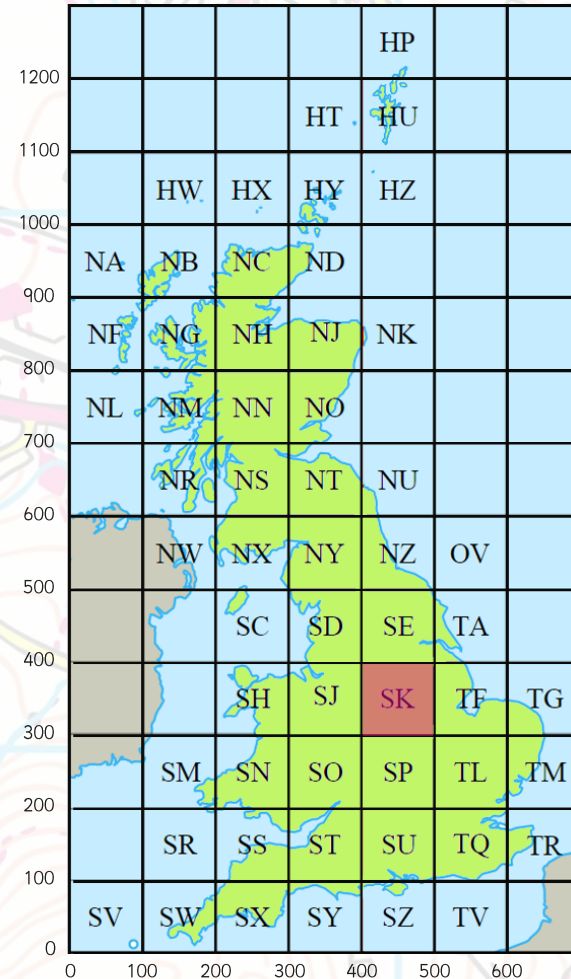 HP
1200
HT HU
1100
HW HX HY HZ
1000
NA NB NC ND
900
NF NG NH NJ NK
800
NL NM NN NO
700
NR NS NT NU
600
NW NX NY NZ OV
500
SC SD SE TA
400
SH SJ SK TF TG
300
SM SN SO SP TL TM
200
SR SS ST SU TQ TR
100
SV SW SX SY SZ TV
0
0 100 200 300 400 500 600